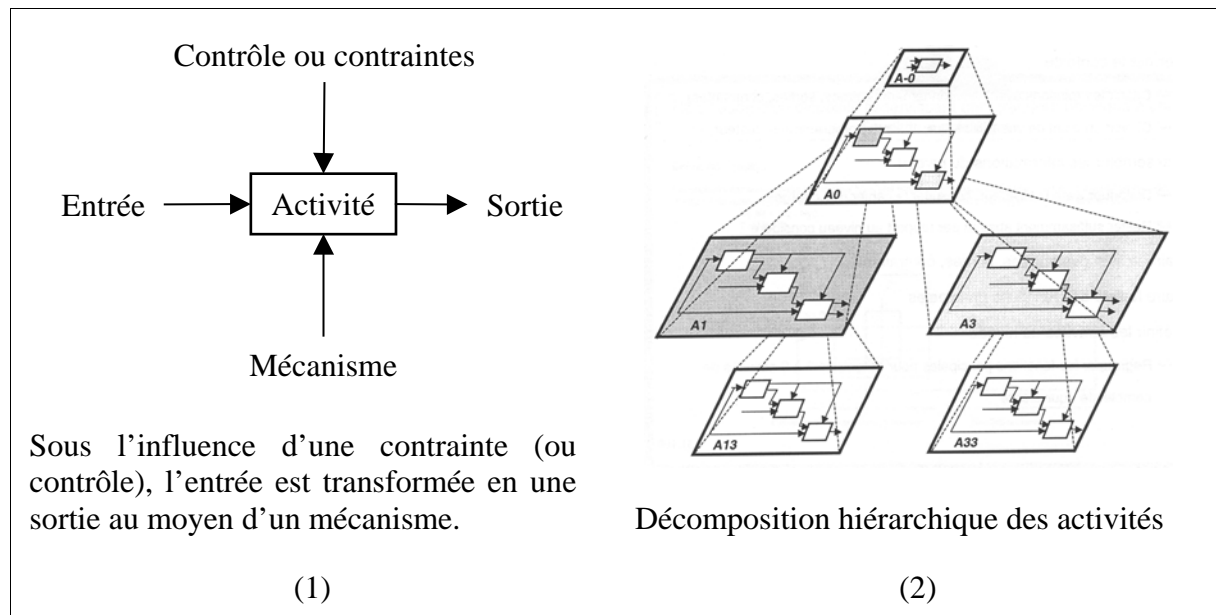 Contrôle ou contraintes
Entrée
Activité
Sortie
Mécanisme
Sous l’influence d’une contrainte (ou
contrôle), l’entrée est transformée en une
sortie au moyen d’un mécanisme.
(1)
A-0
A0
A1
A3
A13
A33
Décomposition hiérarchique des activités
(2)